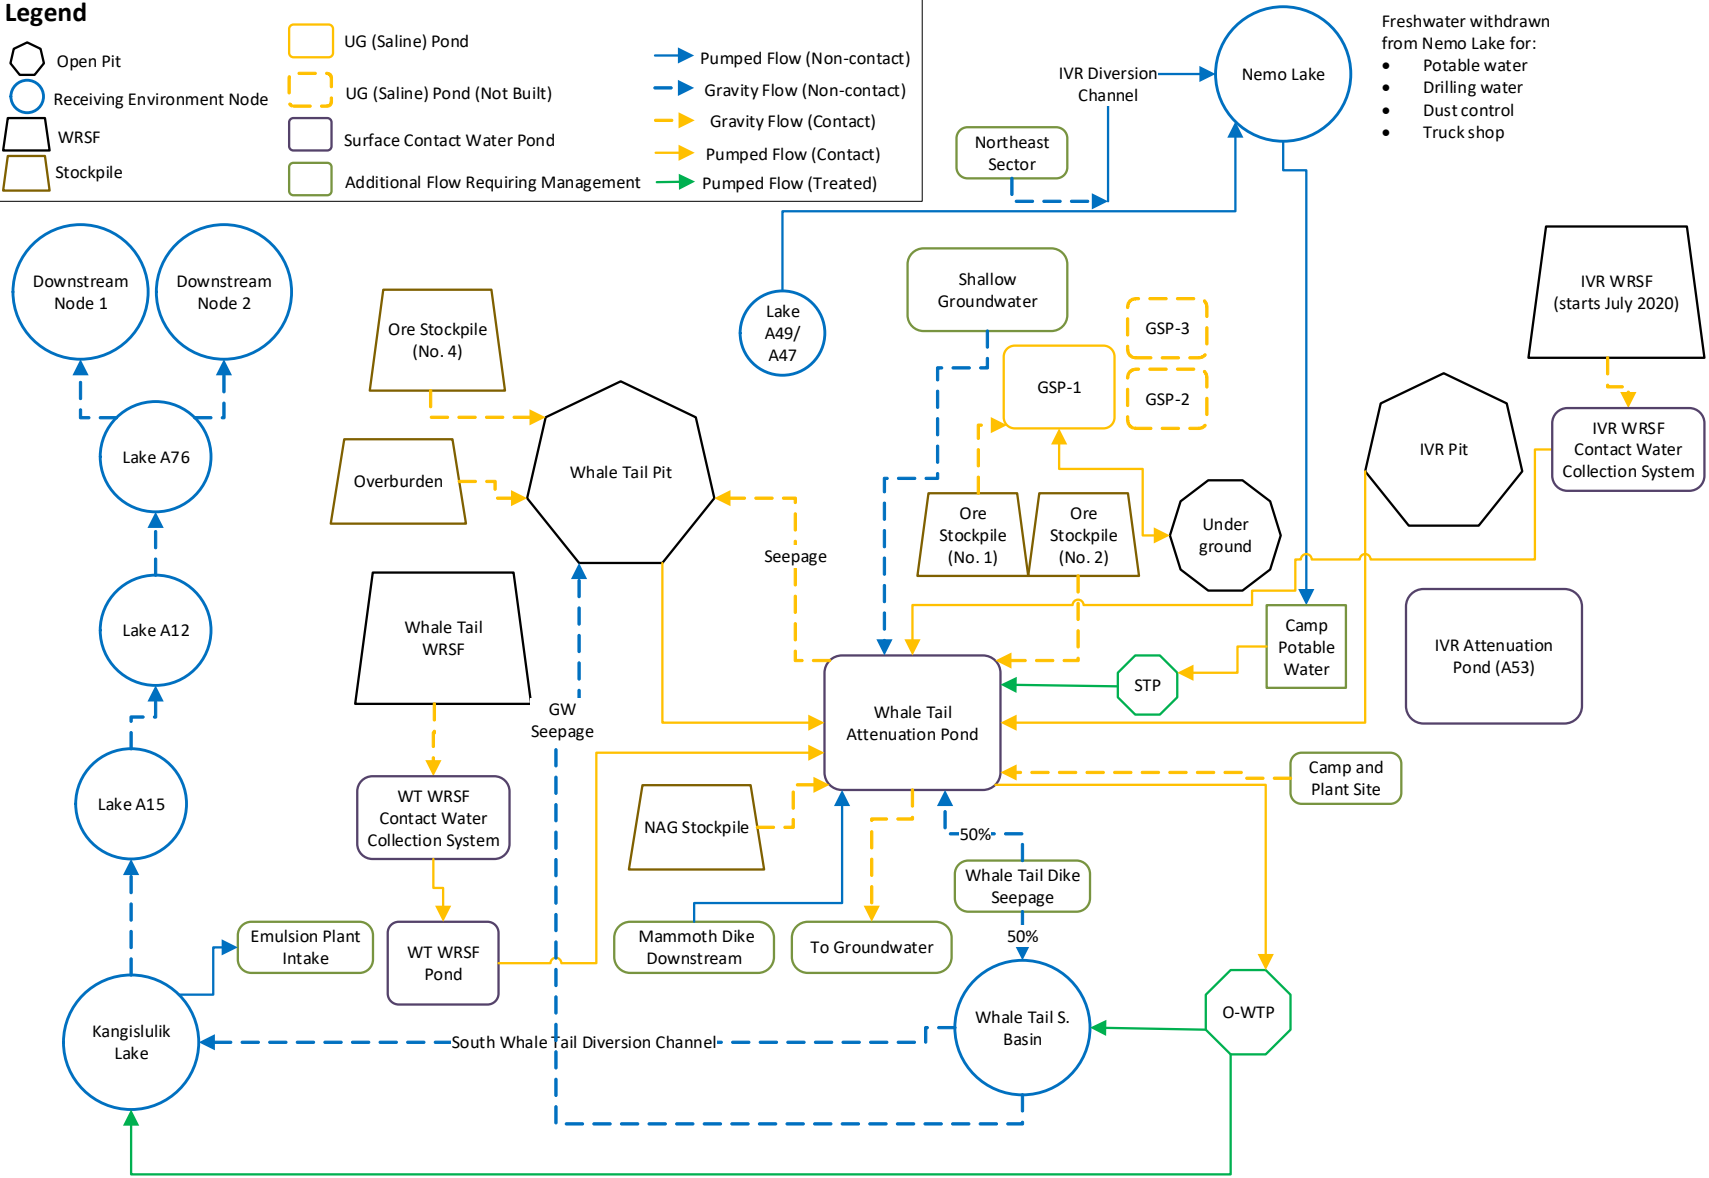 Legend
Open Pit
Receiving Environment Node
WRSF
Stockpile
UG (Saline) Pond
UG (Saline) Pond (Not Built)
Surface Contact Water Pond
Additional Flow Requiring Management
Pumped Flow (Non-contact)
Gravity Flow (Non-contact)
Gravity Flow (Contact)
Pumped Flow (Contact)
Pumped Flow (Treated)
IVR Diversion
Channel
Nemo Lake
Freshwater withdrawn
from Nemo Lake for:
• Potable water
• Drilling water
• Dust control
• Truck shop
Northeast
Sector
Downstream
Node 1
Downstream
Node 2
Ore Stockpile
(No. 4)
Lake
A49/
A47
Shallow
Groundwater
GSP-3
GSP-1
GSP-2
IVR WRSF
(starts July 2020)
Lake A76
Overburden
Whale Tail Pit
IVR Pit
IVR WRSF
Contact Water
Collection System
Seepage
Ore
Stockpile
(No. 1)
Ore
Stockpile
(No. 2)
Under
ground
Lake A12
Whale Tail
WRSF
Camp
Potable
Water
IVR Attenuation
Pond (A53)
STP
GW
Seepage
Whale Tail
Attenuation Pond
Lake A15
WT WRSF
Contact Water
Collection System
NAG Stockpile
Camp and
Plant Site
50%
Whale Tail Dike
Seepage
50%
Emulsion Plant
Intake
WT WRSF
Pond
Mammoth Dike
Downstream
To Groundwater
Kangislulik
Lake
South Whale Tail Diversion Channel
Whale Tail S.
Basin
O-WTP